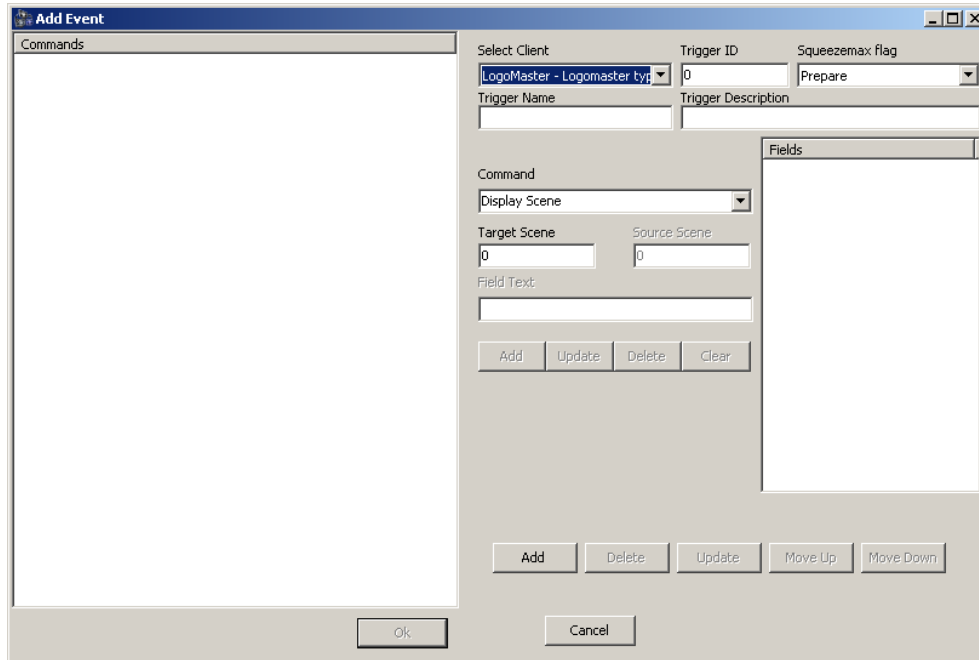 Add Event
Commands
Select Client
Trigger ID
Squeezemax flag
LogoMaster - Logomaster typ
0
Prepare
Trigger Name
Trigger Description
Fields
Command
Display Scene
Target Scene
Source Scene
0
0
Field Text
Add
Update
Delete
Clear
Add
Delete
Update
Move Up
Move Down
Ok
Cancel